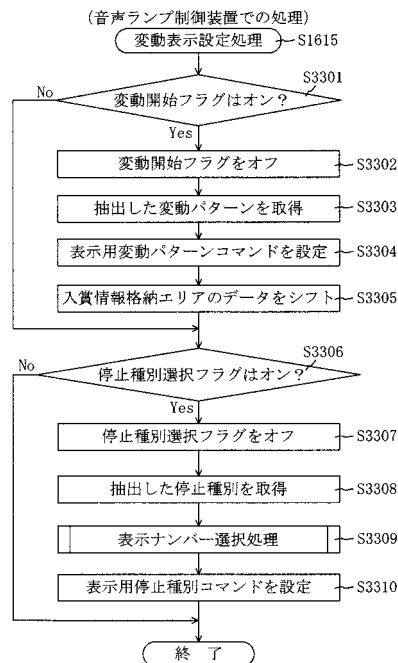 (音声ランプ制御装置での処理)
変動表示設定処理 S1615
S3301
変動開始フラグはオン?
No
Yes
変動開始フラグをオフ S3302
抽出した変動パターンを取得 S3303
表示用変動パターンコマンドを設定 S3304
入賞情報格納エリアのデータをシフト S3305
S3306
停止種別選択フラグはオン?
No
Yes
停止種別選択フラグをオフ S3307
抽出した停止種別を取得 S3308
表示ナンバー選択処理 S3309
表示用停止種別コマンドを設定 S3310
終了